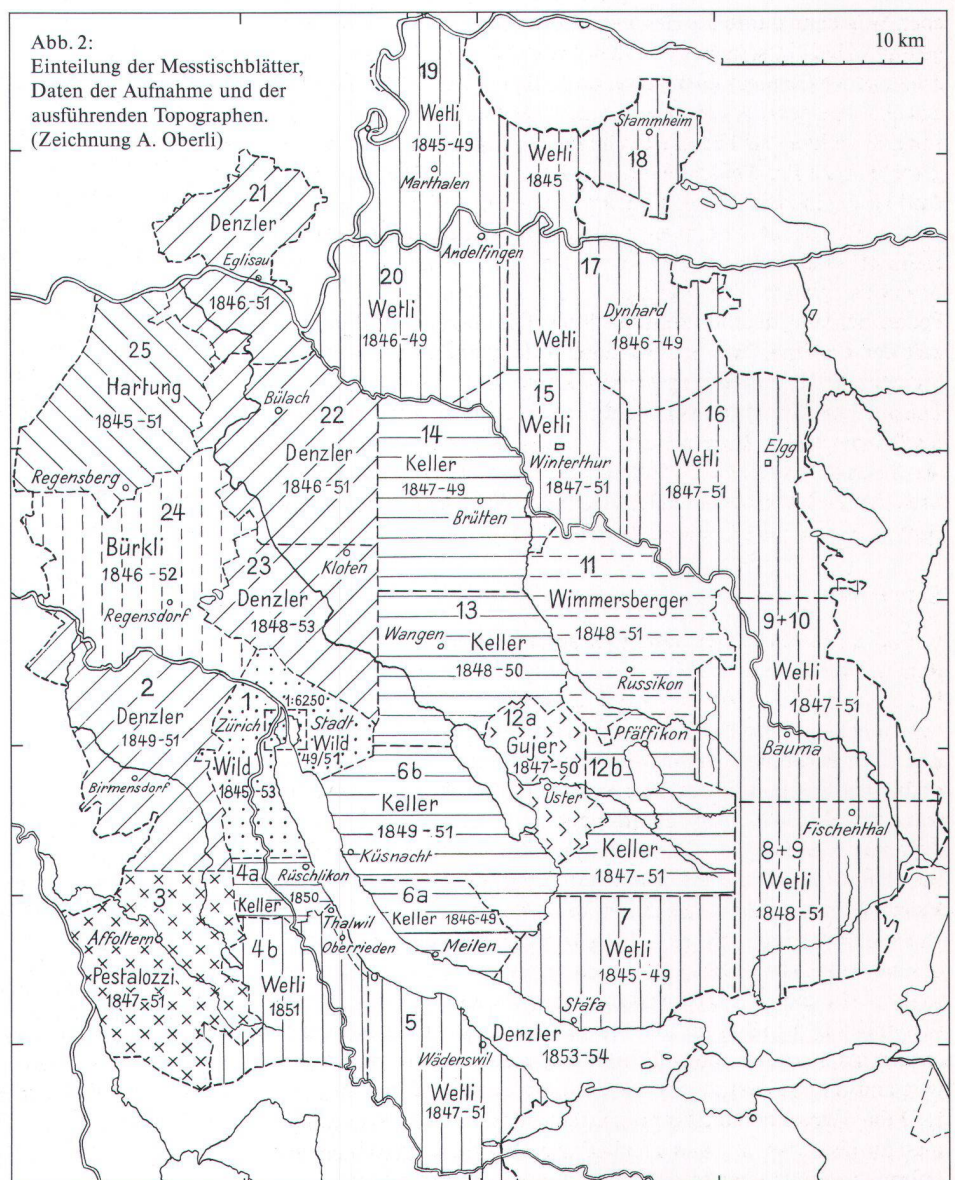 Abb. 2:
Einteilung der Messtischblätter,
Daten der Aufnahme und der
ausführenden Topographen.
(Zeichnung A. Oberli)
10 km
19
Wetli
1845-49
Marthalen
Wetli
1845
Stammheim
18
21
Denzler
Eglisau
1846-51
Andelfingen
20
Wetli
1846-49
17
Dynhard
1846-49
Wetli
25
Hartung
1845-51
Regensberg
Bülach
22
Denzler
1846-51
14
Keller
1847-49
Brütten
15
Wetli
Winterthur
1847-51
16
Wetli
1847-51
Elgg
24
Bürkli
1846-52
Regensdorf
23
Kloten
Denzler
1848-53
11
Wimmersberger
1848-51
Russikon
13
Wangen
Keller
1848-50
9+10
Wetli
1847-51
Bauma
2
Denzler
1849-51
Birmensdorf
1
1:6250
Zürich
Stadt
Wild
49/51
Wild
1845-53
12a
Gujer
1847-50
Uster
Pfäffikon
12b
6b
Keller
1849-51
Küsnacht
Keller
1847-51
Fischenthal
8+9
Wetli
1848-51
3
Affoltern
Pestalozzi
1847-51
4a
Rüschlikon
1850
Keller
Thalwil
Oberrieden
6a
Keller 1846-49
Meilen
4b
Wetli
1851
7
Wetli
1845-49
Stäfa
5
Denzler
1853-54
Wädenswil
Wetli
1847-51